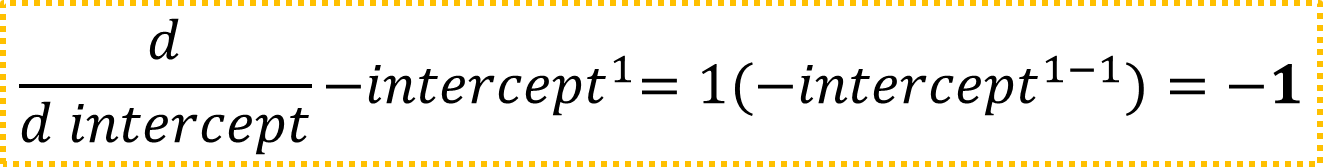 d/(d intercept) −intercept¹ = 1(−intercept¹⁻¹) = −1